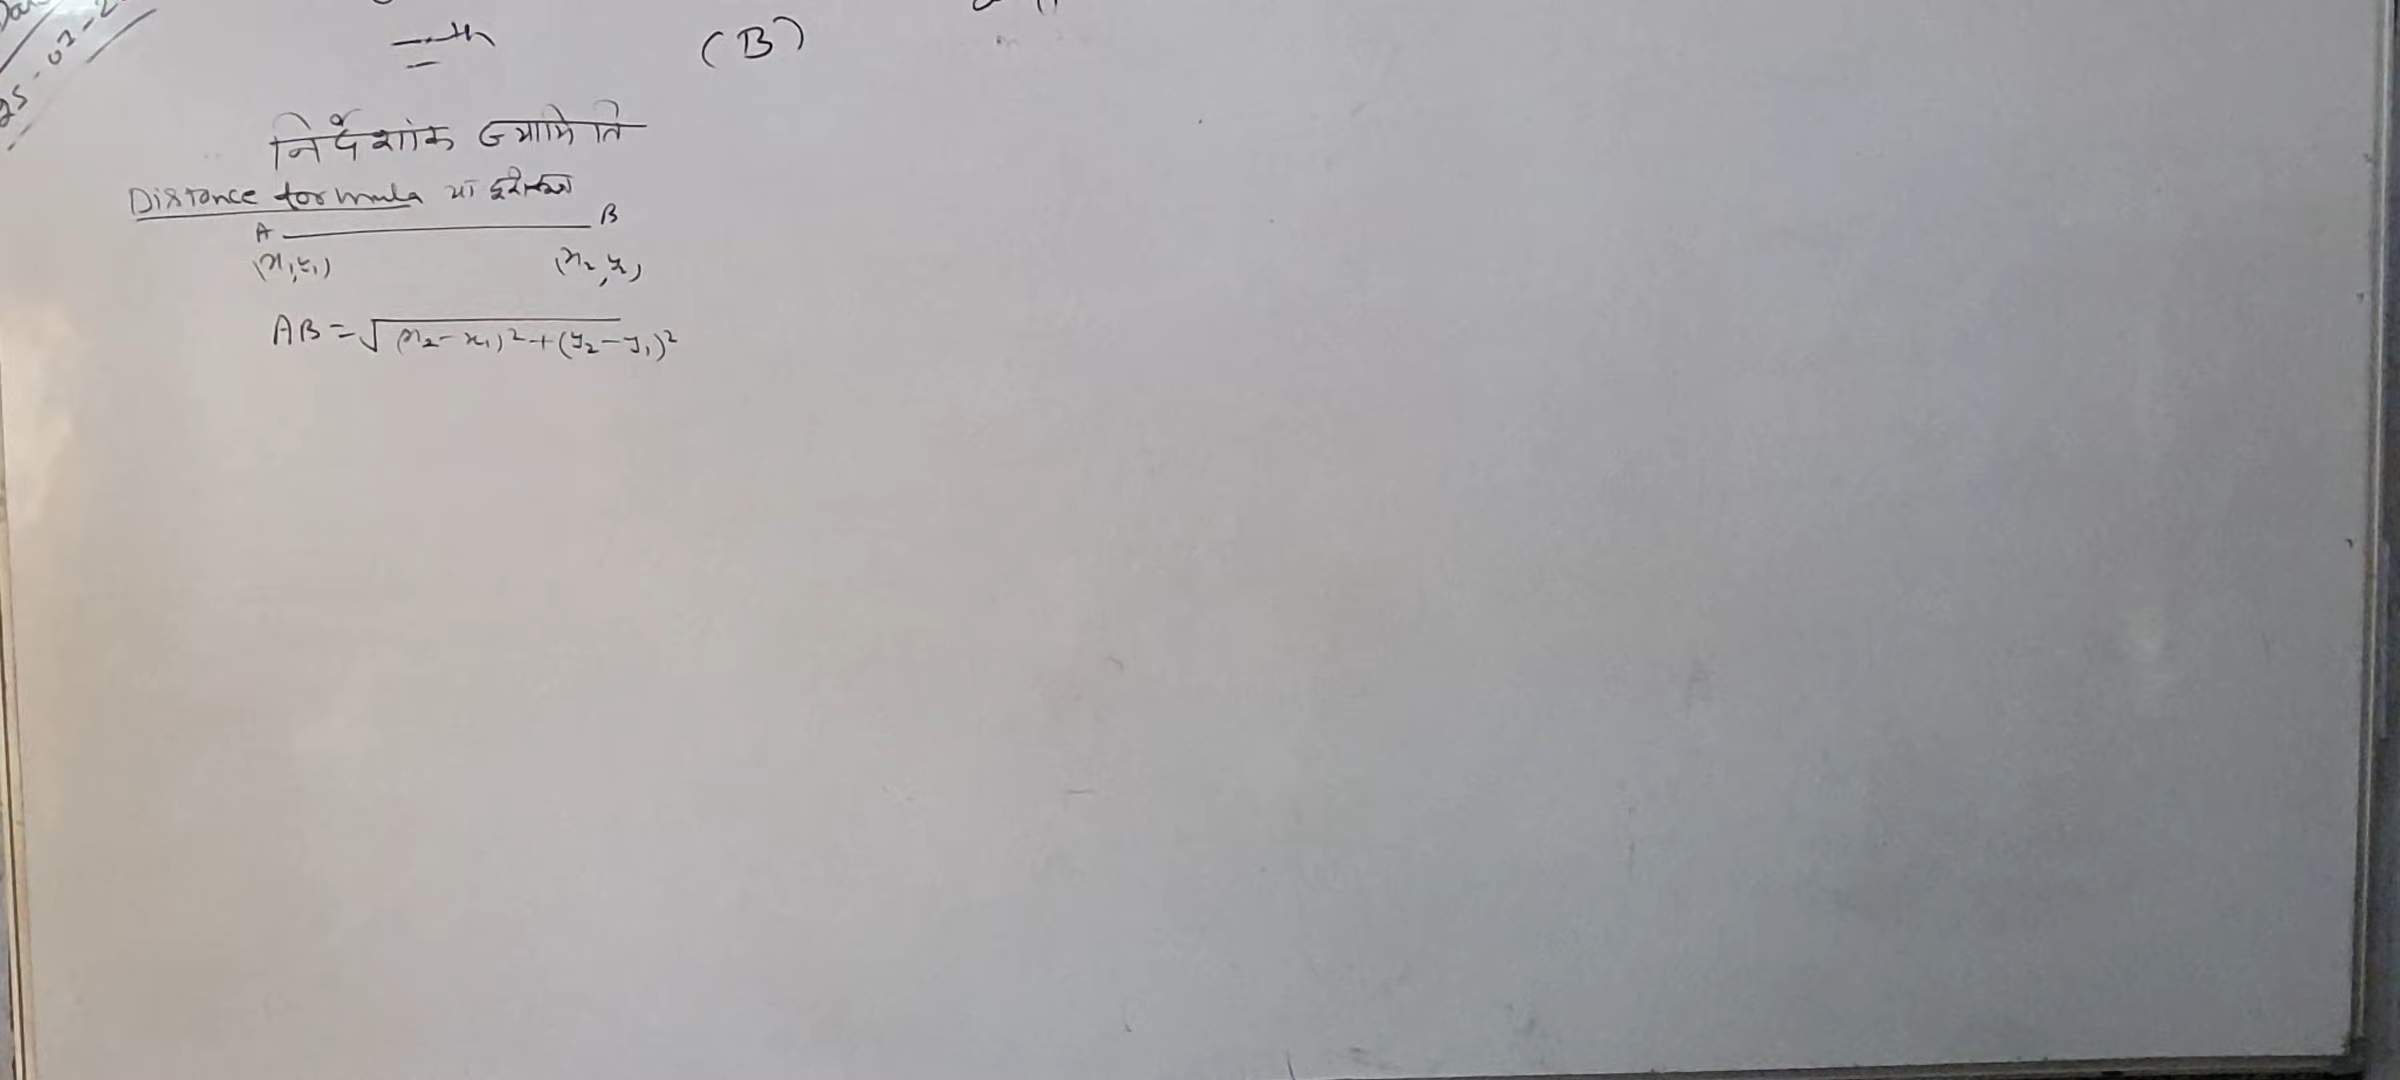 (B)
निर्देशांक ज्यामिति
Distance formula या
A B
(x₁, y₁) (x₂, y₂)
AB = √(x₂ - x₁)² + (y₂ - y₁)²